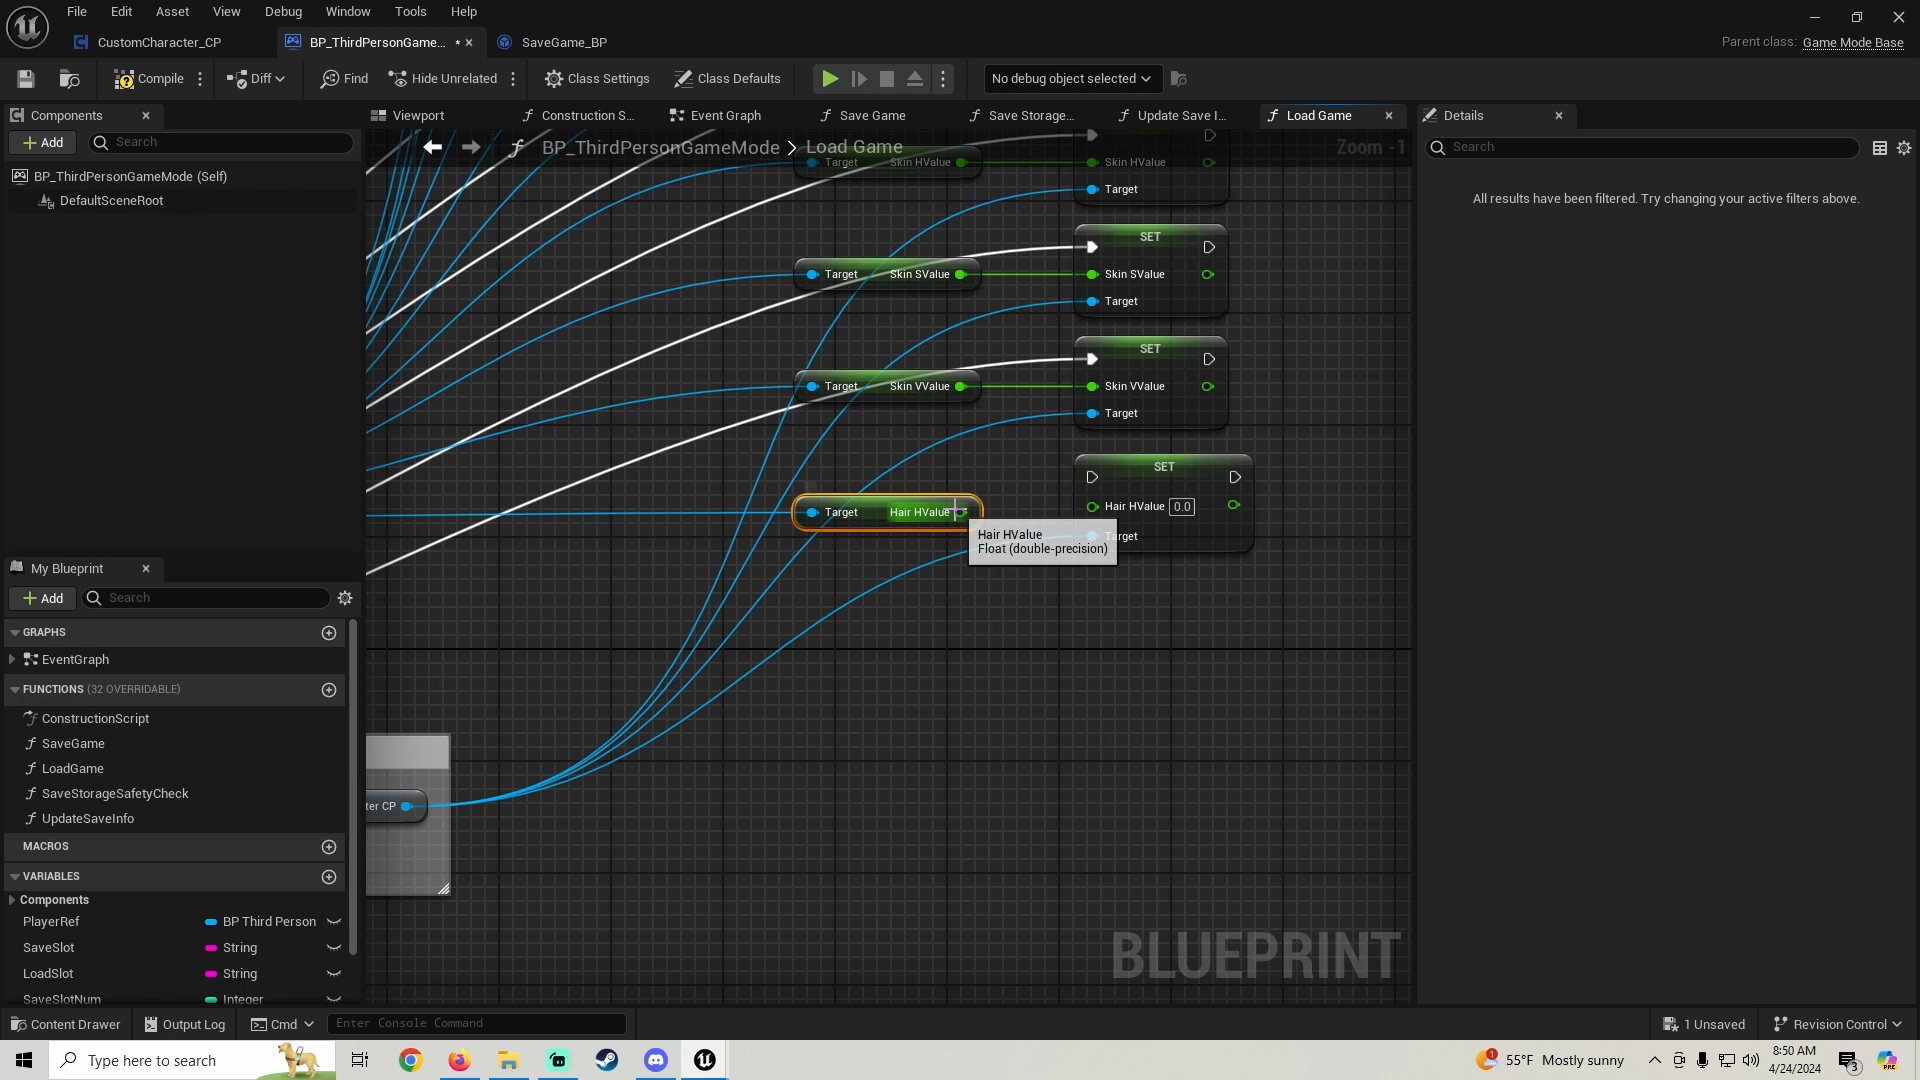 File Edit Asset View Debug Window Tools Help
CustomCharacter_CP
BP_ThirdPersonGame... *
SaveGame_BP
Parent class: Game Mode Base
Compile
Diff
Find
Hide Unrelated
Class Settings
Class Defaults
No debug object selected
Components
Viewport
Construction S...
Event Graph
Save Game
Save Storage...
Update Save I...
Load Game
Details
Add
Search
BP_ThirdPersonGameMode > Load Game
Zoom -1
Search
BP_ThirdPersonGameMode (Self)
DefaultSceneRoot
All results have been filtered. Try changing your active filters above.
Target Skin HValue
Skin HValue
Target
SET
Target Skin SValue
Skin SValue
Target
SET
Target Skin VValue
Skin VValue
Target
SET
Target Hair HValue
Hair HValue 0.0
Target
Hair HValue
Float (double-precision)
My Blueprint
Add
Search
GRAPHS
EventGraph
FUNCTIONS (32 OVERRIDABLE)
ConstructionScript
SaveGame
LoadGame
SaveStorageSafetyCheck
UpdateSaveInfo
MACROS
VARIABLES
Components
PlayerRef BP Third Person
SaveSlot String
LoadSlot String
SaveSlotNum Integer
ter CP
BLUEPRINT
Content Drawer
Output Log
Cmd
Enter Console Command
1 Unsaved
Revision Control
Type here to search
1
55°F Mostly sunny
8:50 AM
4/24/2024
3
PRE